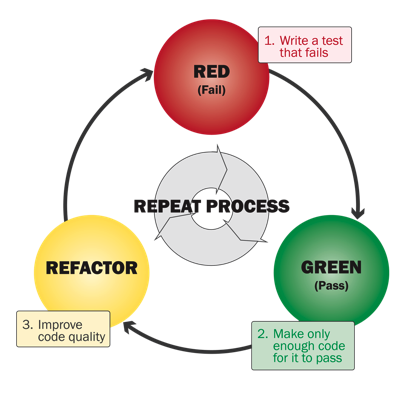 1. Write a test
that fails
RED
(Fail)
REPEAT PROCESS
REFACTOR
GREEN
(Pass)
3. Improve
code quality
2. Make only
enough code
for it to pass